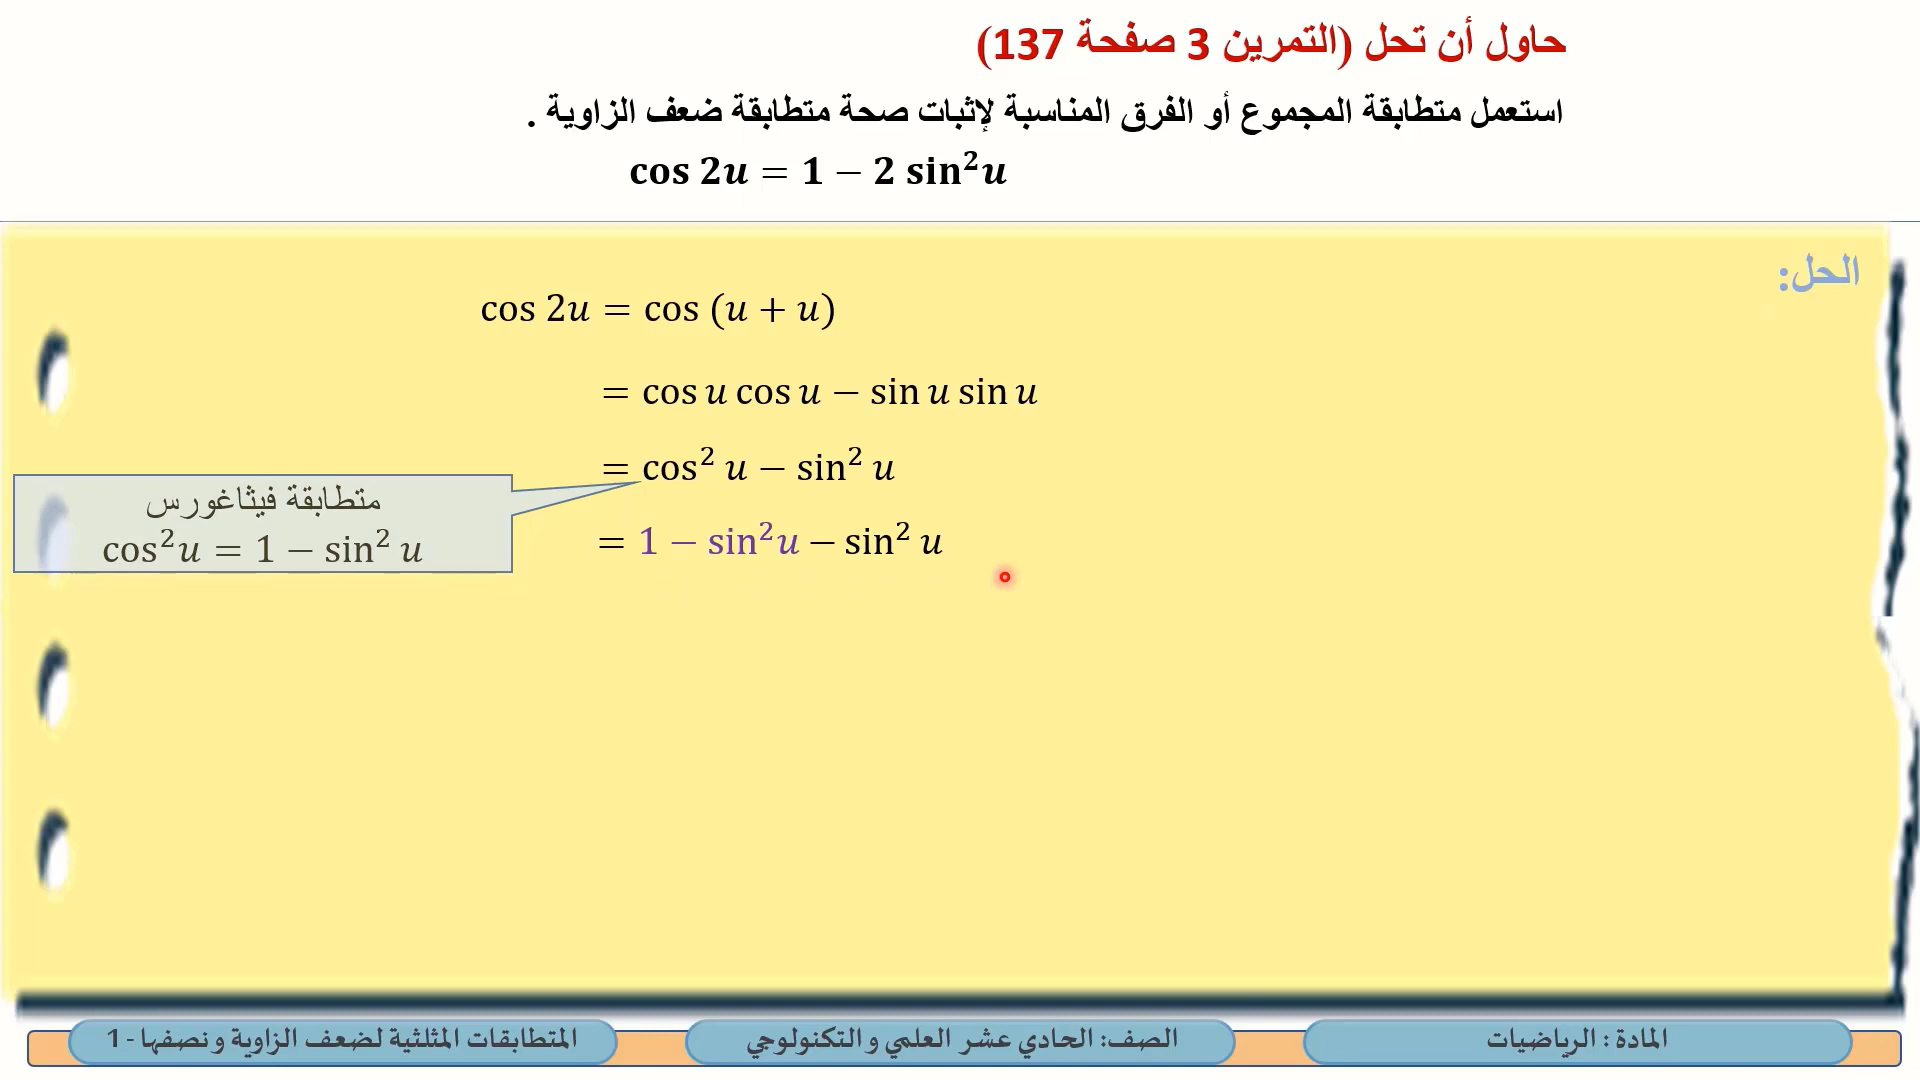 حاول أن تحل (التمرين 3 صفحة 137)
استعمل متطابقة المجموع أو الفرق المناسبة لإثبات صحة متطابقة ضعف الزاوية .
cos 2u = 1 − 2 sin²u
الحل:
cos 2u = cos (u + u)
= cos u cos u − sin u sin u
= cos² u − sin² u
متطابقة فيثاغورس
cos²u = 1 − sin² u
= 1 − sin²u − sin² u
المادة : الرياضيات
الصف: الحادي عشر العلمي والتكنولوجي
المتطابقات المثلثية لضعف الزاوية ونصفها - 1